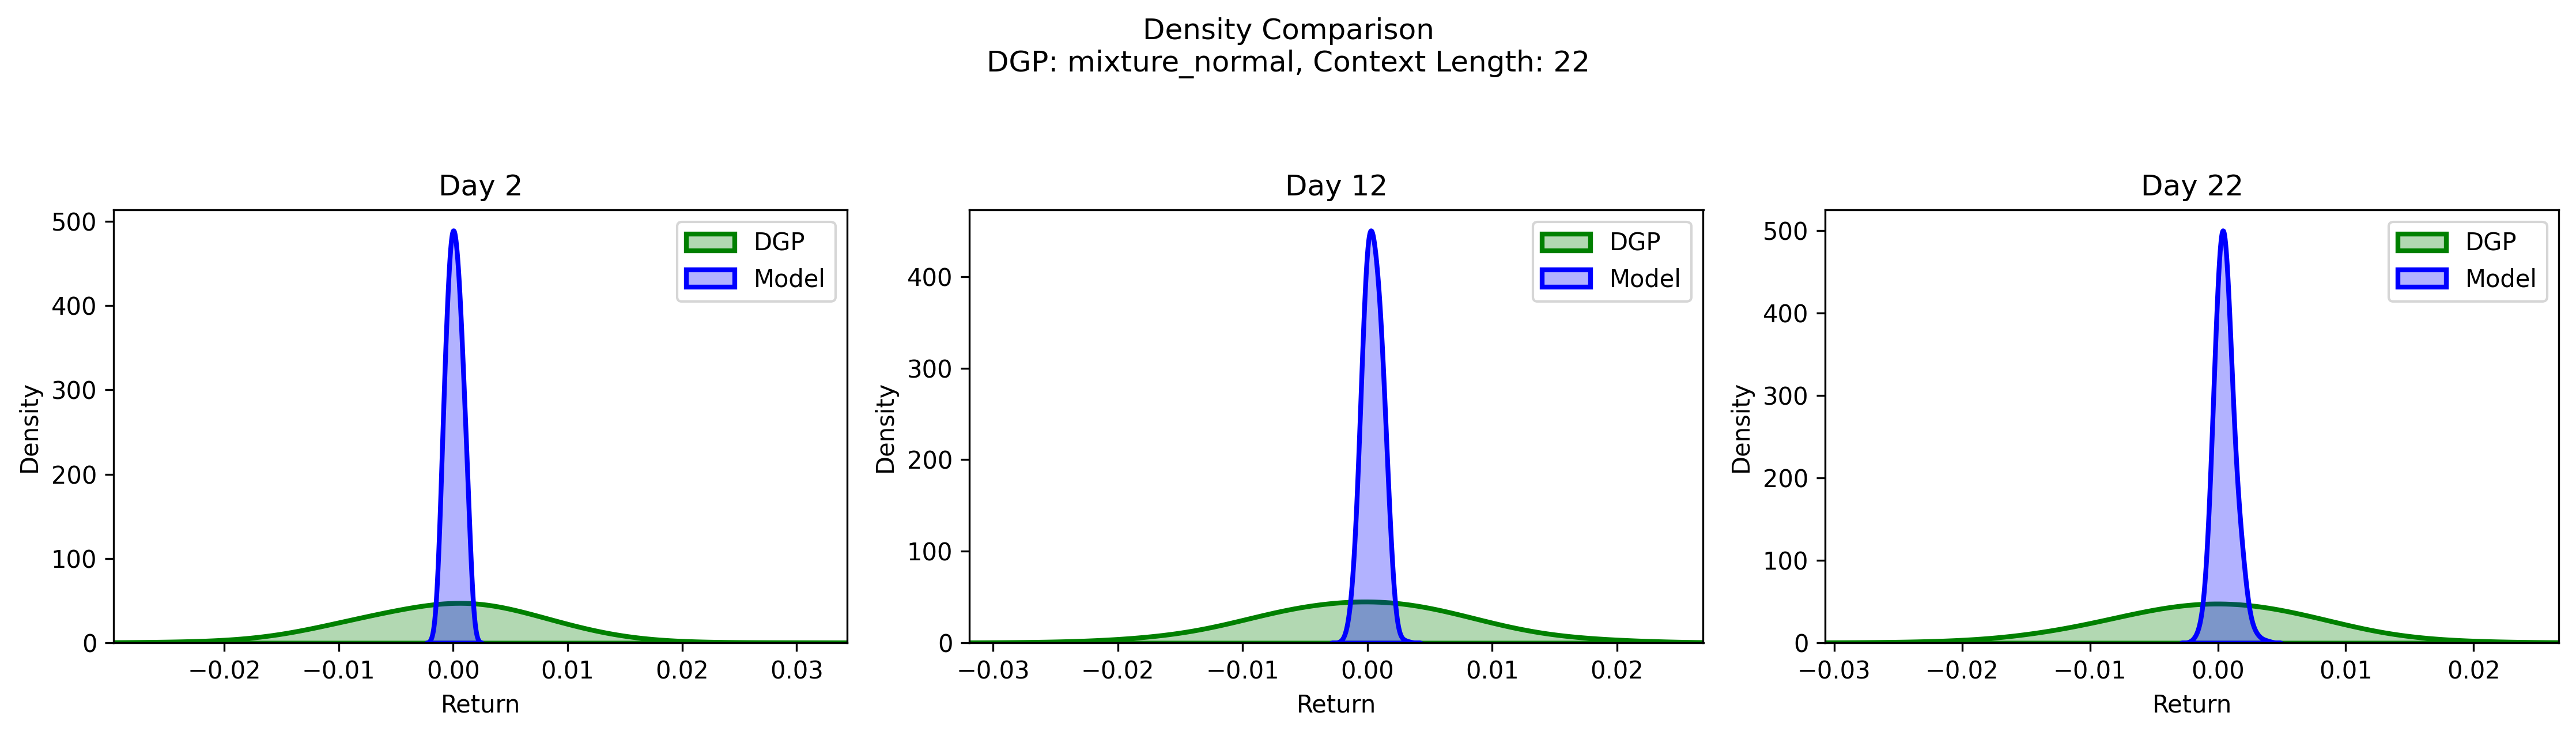 Density Comparison
DGP: mixture_normal, Context Length: 22
Day 2
500
400
300
200
100
0
Density
−0.02
−0.01
0.00
0.01
0.02
0.03
Return
DGP
Model
Day 12
400
300
200
100
0
Density
−0.03
−0.02
−0.01
0.00
0.01
0.02
Return
DGP
Model
Day 22
500
400
300
200
100
0
Density
−0.03
−0.02
−0.01
0.00
0.01
0.02
Return
DGP
Model